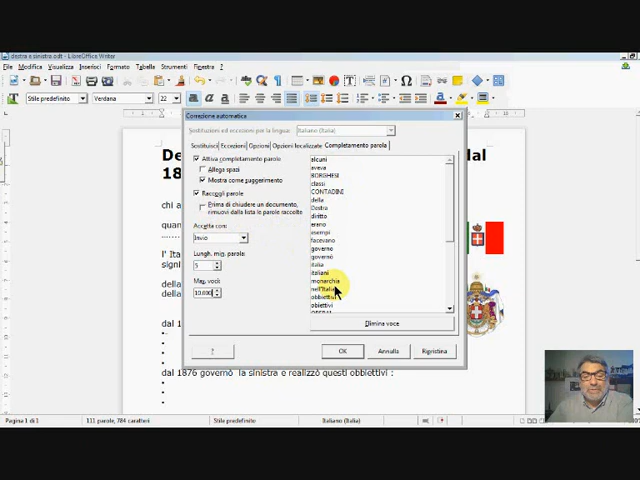 destra e sinistra odt - LibreOffice Writer
File Modifica Visualizza Inserisci Formato Tabella Strumenti Finestra ?
Stile predefinito Verdana 22
Correzione automatica
Sostituzioni ed eccezioni per la lingua: Italiano (Italia)
Sostituisci Eccezioni Opzioni Opzioni localizzate Completamento parola
Attiva completamento parole
Allega spazi
Mostra come suggerimento
Raccogli parole
Prima di chiudere un documento,
rimuovi dalla lista le parole raccolte
Accetta con:
Invio
Lungh. mig. parola:
5
Mag. vock
10.000
alcuni
aveva
BORGHESI
classi
CONTADINI
della
Destra
diritto
erano
esempi
facevano
governo
governò
italia
italiani
monarchia
nell'Italia
obbiettivi
obiettivi
Elimina voce
?
OK
Annulla
Ripristina
De
dal
18
chi a
quan
l' Ital
signi
della
della
dal 1
dal 1876 governò la sinistra e realizzò questi obbiettivi :
Pagina 1 di 1
111 parole, 784 caratteri
Stile predefinito
Italiano (Italia)